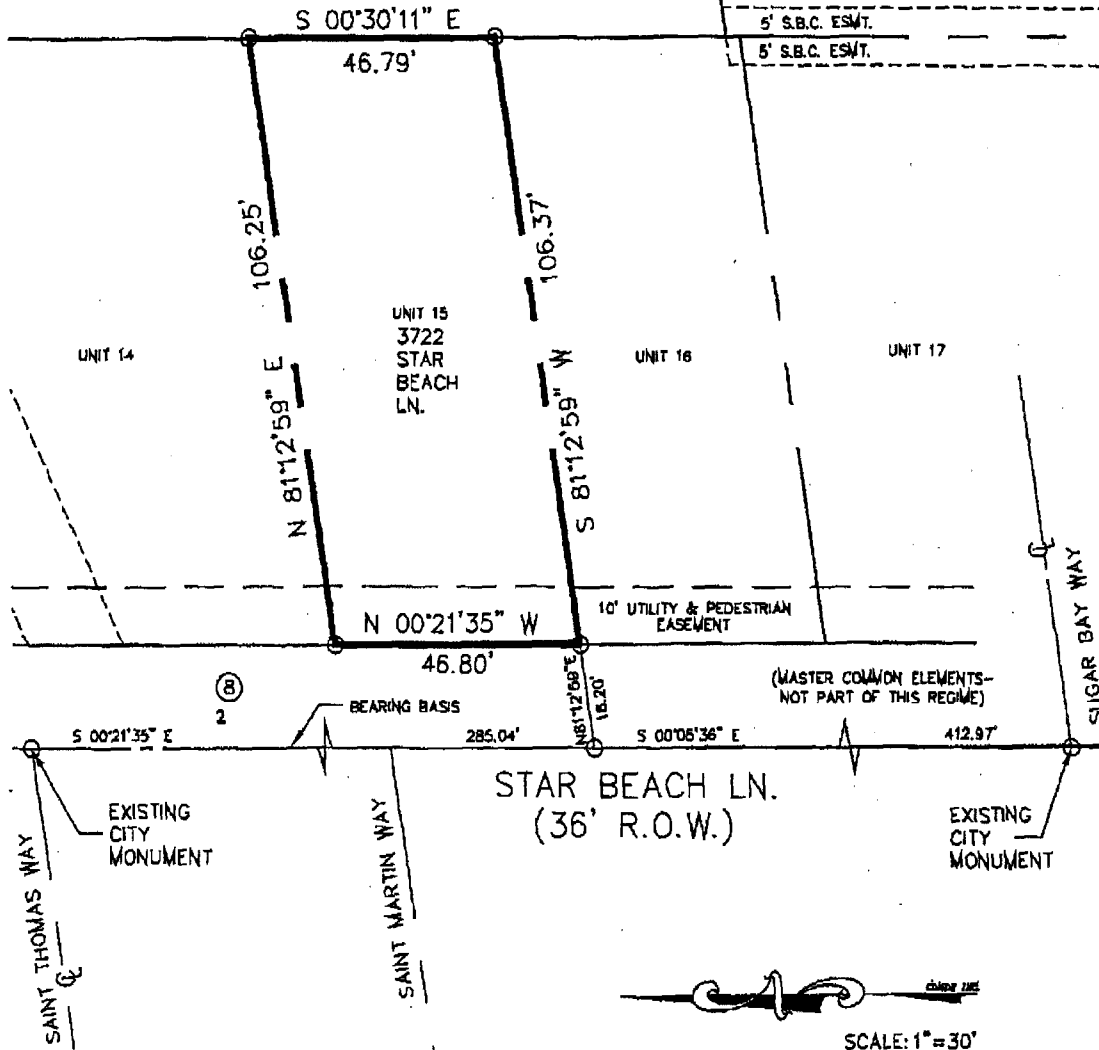 S 00°30'11" E
46.79'
5' S.B.C. ESMT.
5' S.B.C. ESMT.
106.25'
N 81°12'59" E
106.37'
S 81°12'59" W
UNIT 14
UNIT 15
3722
STAR
BEACH
LN.
UNIT 16
UNIT 17
N 00°21'35" W
46.80'
10' UTILITY & PEDESTRIAN
EASEMENT
(MASTER COMMON ELEMENTS-
NOT PART OF THIS REGIME)
SUGAR BAY WAY
8
2
BEARING BASIS
N81°12'59"E
18.20'
S 00°21'35" E
285.04'
S 00°05'36" E
412.97'
STAR BEACH LN.
(36' R.O.W.)
EXISTING
CITY
MONUMENT
EXISTING
CITY
MONUMENT
SAINT THOMAS WAY
SAINT MARTIN WAY
SCALE: 1"=30'